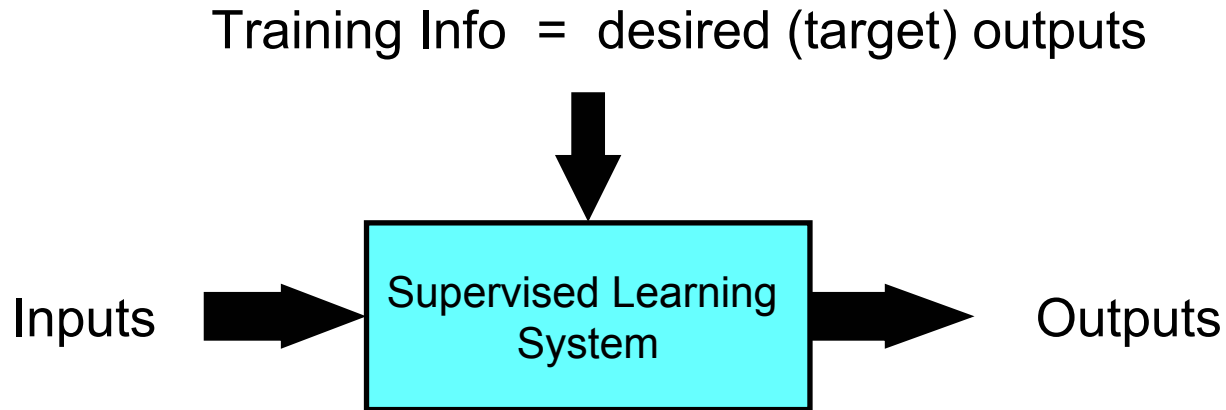 Training Info = desired (target) outputs
Inputs
Supervised Learning
System
Outputs